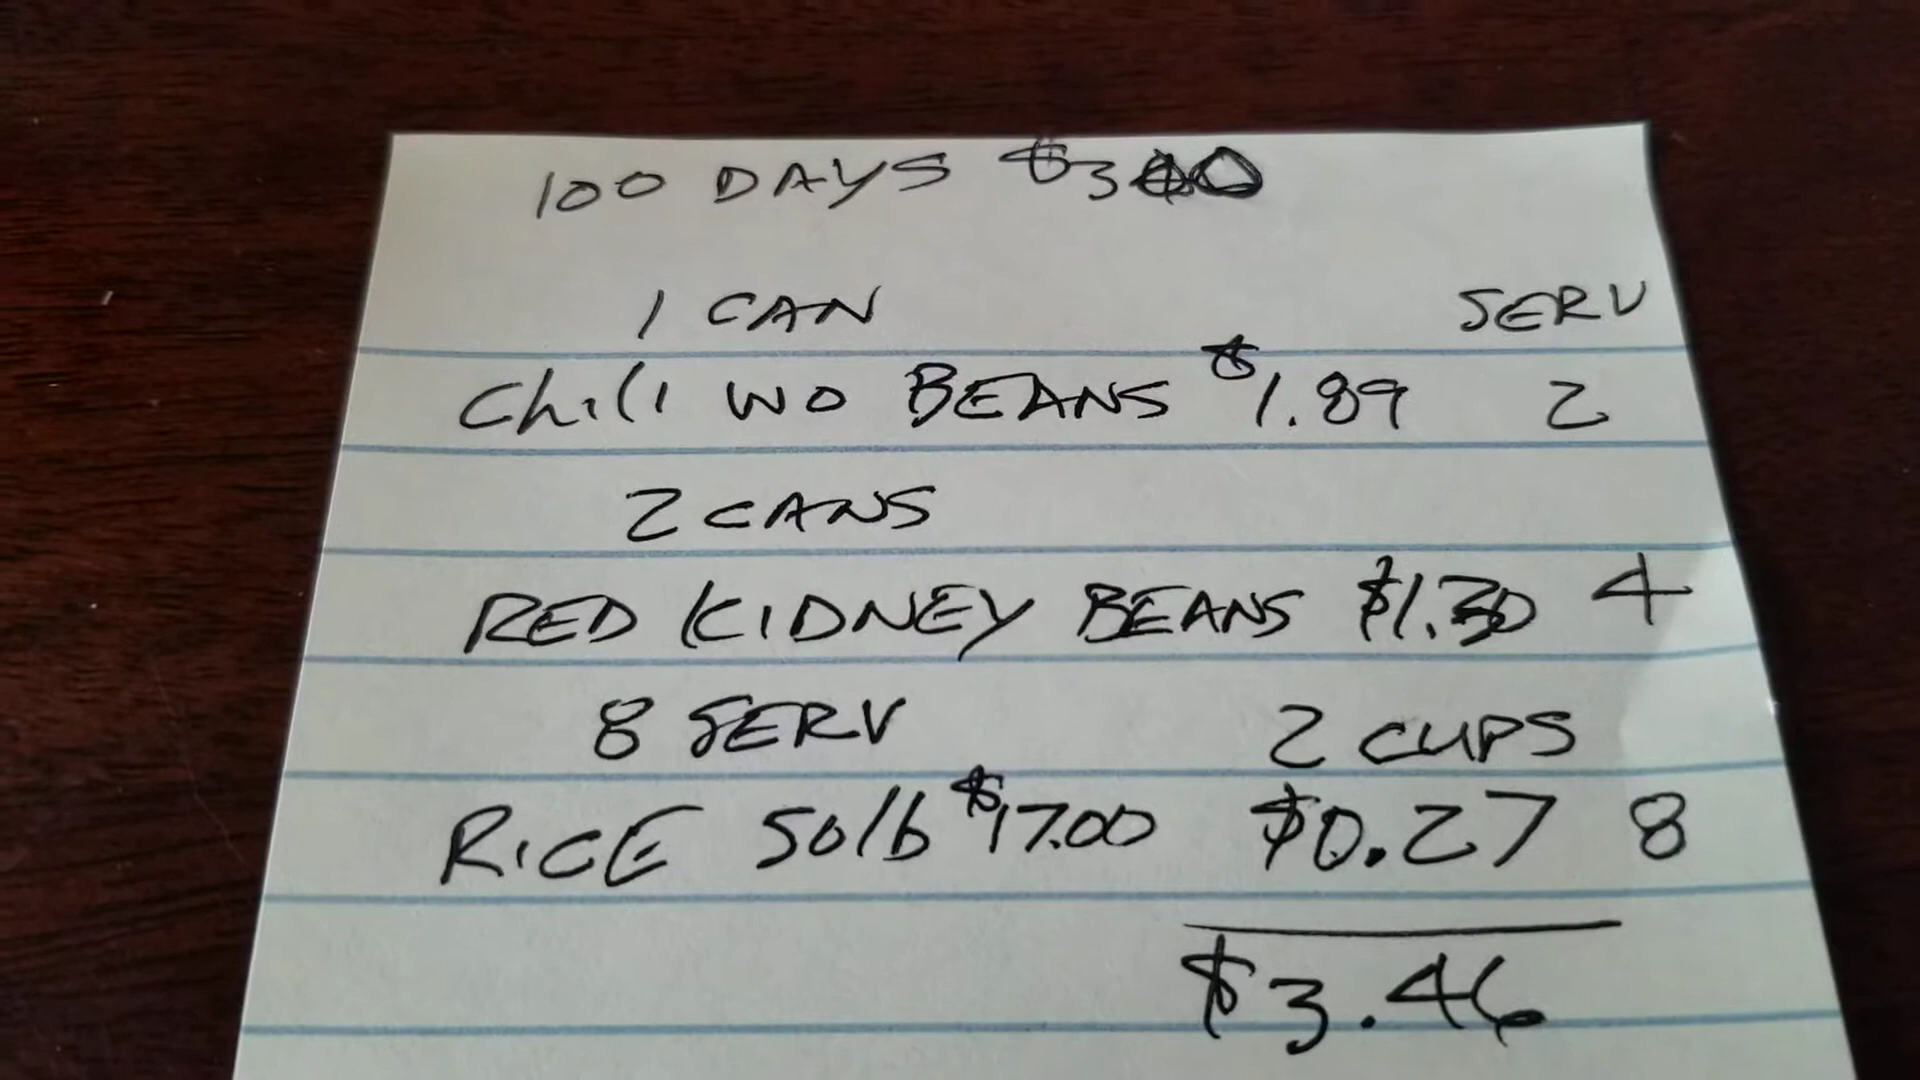 100 DAYS
1 CAN SERV
Chili WO BEANS $1.89 2
2 CANS
RED KIDNEY BEANS $1.30 4
8 SERV 2 CUPS
RICE 50lb $17.00 $0.27 8
$3.46